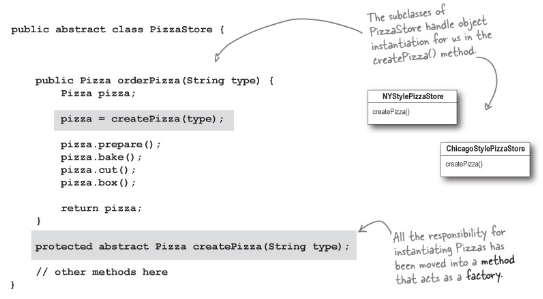 public abstract class PizzaStore {
public Pizza orderPizza(String type) {
Pizza pizza;
pizza = createPizza(type);
pizza.prepare();
pizza.bake();
pizza.cut();
pizza.box();
return pizza;
}
protected abstract Pizza createPizza(String type);
// other methods here
}
The subclasses of
PizzaStore handle object
instantiation for us in the
createPizza() method.
NYStylePizzaStore
createPizza()
ChicagoStylePizzaStore
createPizza()
All the responsibility for
instantiating Pizzas has
been moved into a method
that acts as a factory.